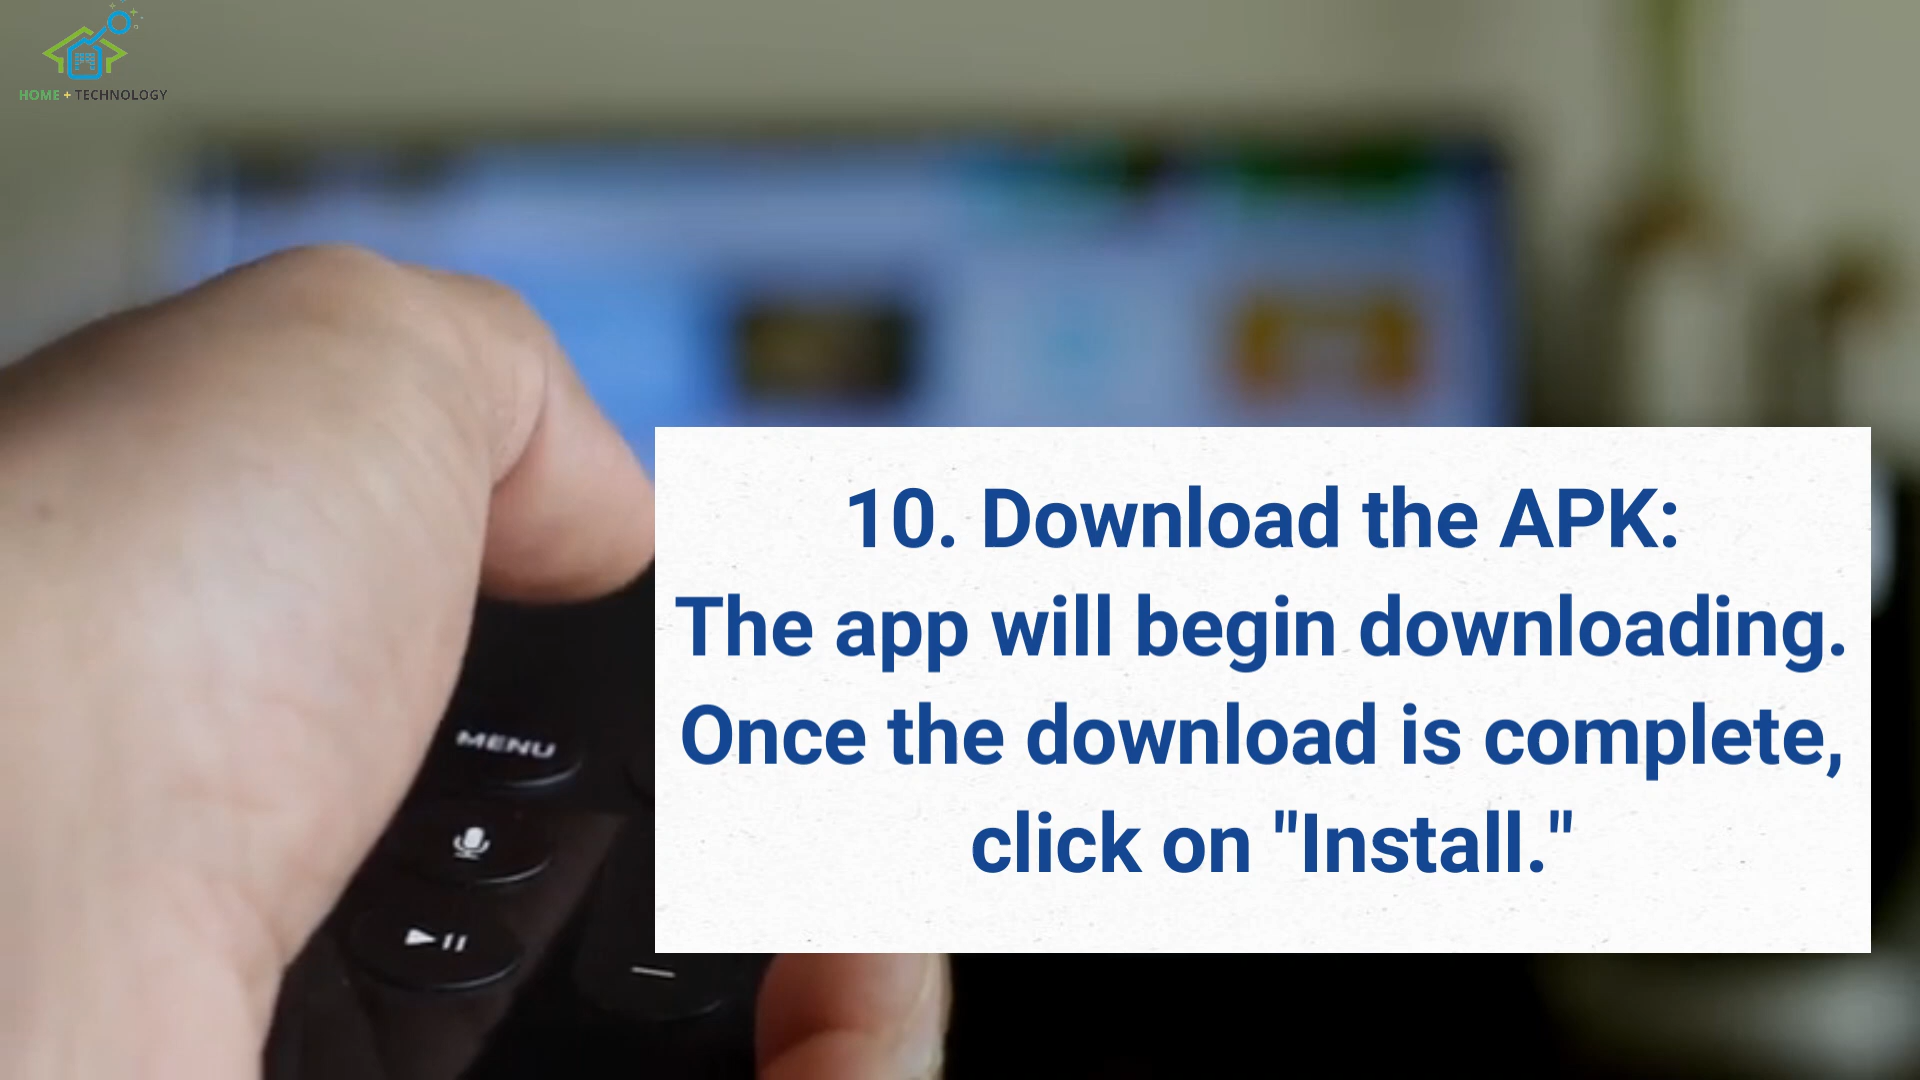 HOME + TECHNOLOGY
10. Download the APK:
The app will begin downloading.
Once the download is complete,
click on "Install."
MENU